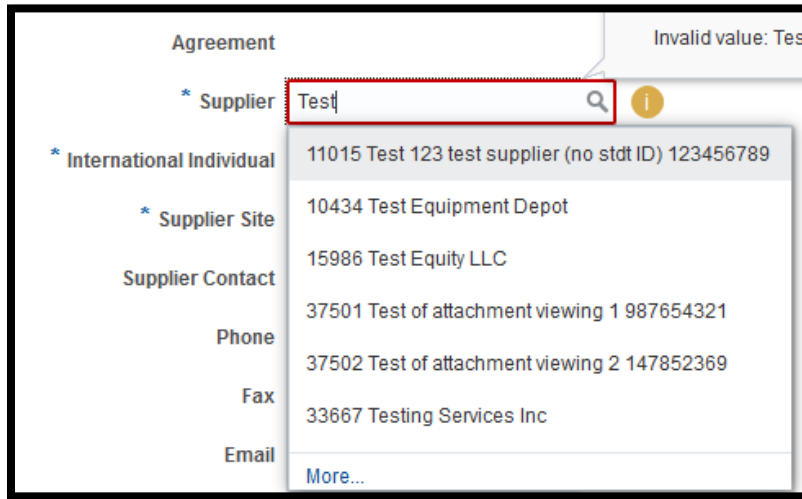 Agreement
Invalid value: Tes
* Supplier Test i
* International Individual
11015 Test 123 test supplier (no stdt ID) 123456789
10434 Test Equipment Depot
* Supplier Site
15986 Test Equity LLC
Supplier Contact
37501 Test of attachment viewing 1 987654321
Phone
37502 Test of attachment viewing 2 147852369
Fax
33667 Testing Services Inc
Email
More...